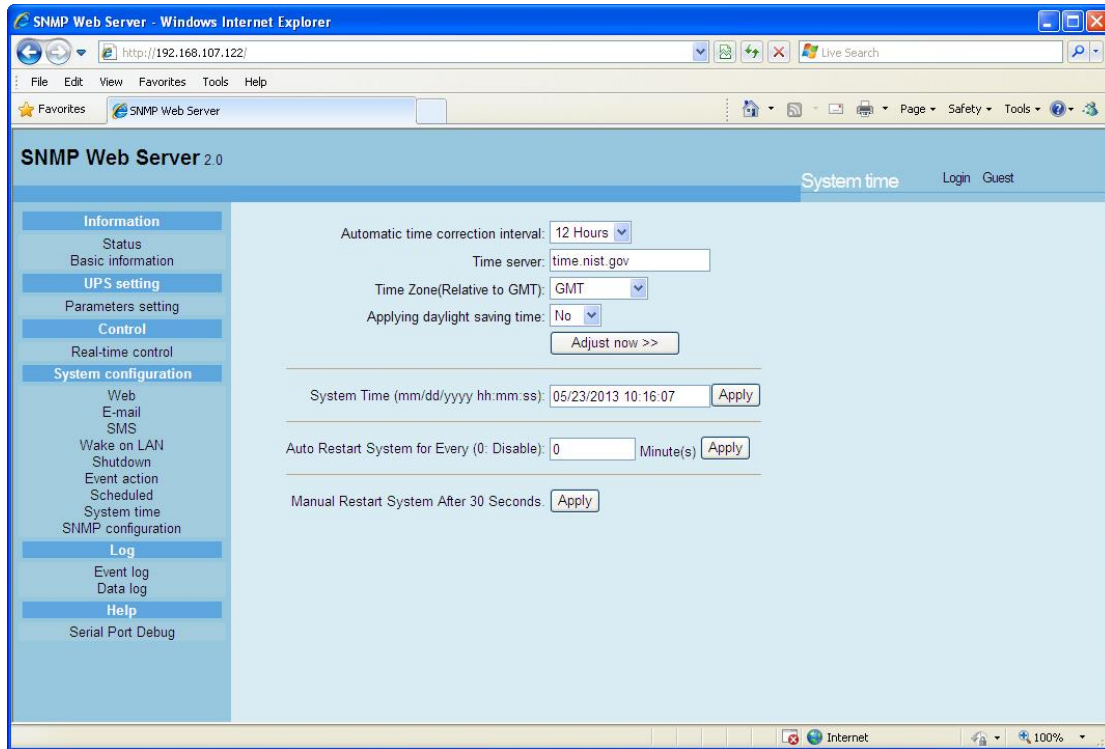 SNMP Web Server - Windows Internet Explorer
http://192.168.107.122/
Live Search
File Edit View Favorites Tools Help
Favorites SNMP Web Server Page Safety Tools
SNMP Web Server 2.0
System time Login Guest
Information
Status
Basic information
UPS setting
Parameters setting
Control
Real-time control
System configuration
Web
E-mail
SMS
Wake on LAN
Shutdown
Event action
Scheduled
System time
SNMP configuration
Log
Event log
Data log
Help
Serial Port Debug
Automatic time correction interval: 12 Hours
Time server: time.nist.gov
Time Zone(Relative to GMT): GMT
Applying daylight saving time: No
Adjust now >>
System Time (mm/dd/yyyy hh:mm:ss): 05/23/2013 10:16:07 Apply
Auto Restart System for Every (0: Disable): 0 Minute(s) Apply
Manual Restart System After 30 Seconds. Apply
Internet 100%